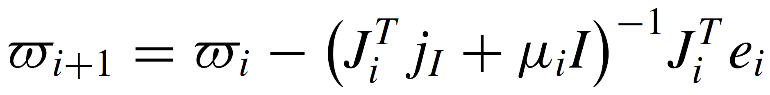 ϖ_{i+1} = ϖ_i − (J_i^T j_I + μ_i I)^{−1} J_i^T e_i